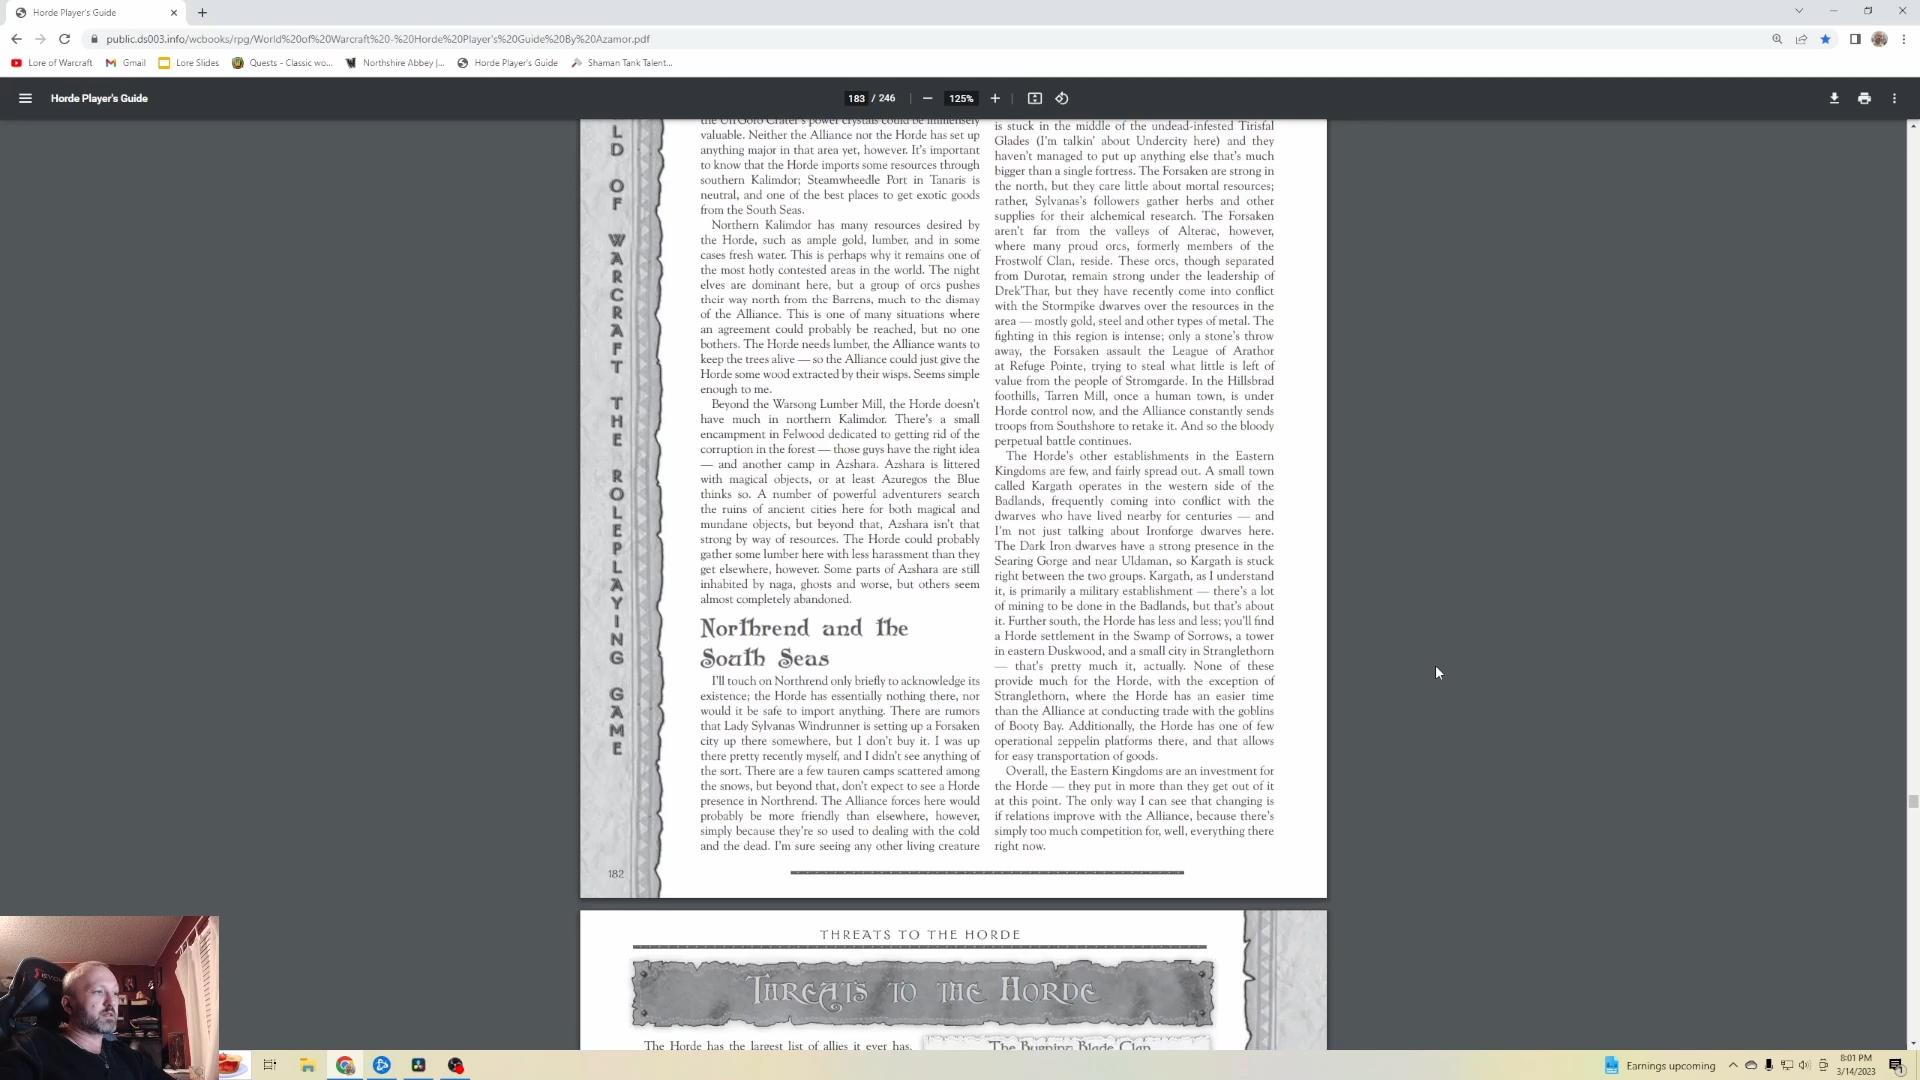 Horde Player's Guide
public.ds003.info/wcbooks/rpg/World%20of%20Warcraft%20-%20Horde%20Player's%20Guide%20By%20Azamor.pdf
Lore of Warcraft
Gmail
Lore Slides
Quests - Classic wo...
Northshire Abbey |...
Horde Player's Guide
Shaman Tank Talent...
Horde Player's Guide
183 / 246
125%
LD OF WARCRAFT THE ROLEPLAYING GAME
the Un'Goro Crater's power crystals could be immensely
valuable. Neither the Alliance nor the Horde has set up
anything major in that area yet, however. It's important
to know that the Horde imports some resources through
southern Kalimdor; Steamwheedle Port in Tanaris is
neutral, and one of the best places to get exotic goods
from the South Seas.
Northern Kalimdor has many resources desired by
the Horde, such as ample gold, lumber, and in some
cases fresh water. This is perhaps why it remains one of
the most hotly contested areas in the world. The night
elves are dominant here, but a group of orcs pushes
their way north from the Barrens, much to the dismay
of the Alliance. This is one of many situations where
an agreement could probably be reached, but no one
bothers. The Horde needs lumber, the Alliance wants to
keep the trees alive — so the Alliance could just give the
Horde some wood extracted by their wisps. Seems simple
enough to me.
Beyond the Warsong Lumber Mill, the Horde doesn't
have much in northern Kalimdor. There's a small
encampment in Felwood dedicated to getting rid of the
corruption in the forest — those guys have the right idea
— and another camp in Azshara. Azshara is littered
with magical objects, or at least Azuregos the Blue
thinks so. A number of powerful adventurers search
the ruins of ancient cities here for both magical and
mundane objects, but beyond that, Azshara isn't that
strong by way of resources. The Horde could probably
gather some lumber here with less harassment than they
get elsewhere, however. Some parts of Azshara are still
inhabited by naga, ghosts and worse, but others seem
almost completely abandoned.
Northrend and the
South Seas
I'll touch on Northrend only briefly to acknowledge its
existence; the Horde has essentially nothing there, nor
would it be safe to import anything. There are rumors
that Lady Sylvanas Windrunner is setting up a Forsaken
city up there somewhere, but I don't buy it. I was up
there pretty recently myself, and I didn't see anything of
the sort. There are a few tauren camps scattered among
the snows, but beyond that, don't expect to see a Horde
presence in Northrend. The Alliance forces here would
probably be more friendly than elsewhere, however,
simply because they're so used to dealing with the cold
and the dead. I'm sure seeing any other living creature
is stuck in the middle of the undead-infested Tirisfal
Glades (I'm talkin' about Undercity here) and they
haven't managed to put up anything else that's much
bigger than a single fortress. The Forsaken are strong in
the north, but they care little about mortal resources;
rather, Sylvanas's followers gather herbs and other
supplies for their alchemical research. The Forsaken
aren't far from the valleys of Alterac, however,
where many proud orcs, formerly members of the
Frostwolf Clan, reside. These orcs, though separated
from Durotar, remain strong under the leadership of
Drek'Thar, but they have recently come into conflict
with the Stormpike dwarves over the resources in the
area — mostly gold, steel and other types of metal. The
fighting in this region is intense; only a stone's throw
away, the Forsaken assault the League of Arathor
at Refuge Pointe, trying to steal what little is left of
value from the people of Stromgarde. In the Hillsbrad
foothills, Tarren Mill, once a human town, is under
Horde control now, and the Alliance constantly sends
troops from Southshore to retake it. And so the bloody
perpetual battle continues.
The Horde's other establishments in the Eastern
Kingdoms are few, and fairly spread out. A small town
called Kargath operates in the western side of the
Badlands, frequently coming into conflict with the
dwarves who have lived nearby for centuries — and
I'm not just talking about Ironforge dwarves here.
The Dark Iron dwarves have a strong presence in the
Searing Gorge and near Uldaman, so Kargath is stuck
right between the two groups. Kargath, as I understand
it, is primarily a military establishment — there's a lot
of mining to be done in the Badlands, but that's about
it. Further south, the Horde has less and less; you'll find
a Horde settlement in the Swamp of Sorrows, a tower
in eastern Duskwood, and a small city in Stranglethorn
— that's pretty much it, actually. None of these
provide much for the Horde, with the exception of
Stranglethorn, where the Horde has an easier time
than the Alliance at conducting trade with the goblins
of Booty Bay. Additionally, the Horde has one of few
operational zeppelin platforms there, and that allows
for easy transportation of goods.
Overall, the Eastern Kingdoms are an investment for
the Horde — they put in more than they get out of it
at this point. The only way I can see that changing is
if relations improve with the Alliance, because there's
simply too much competition for, well, everything there
right now.
182
THREATS TO THE HORDE
THREATS TO THE HORDE
The Horde has the largest list of allies it ever has,
The Burning Blade Clan
Earnings upcoming
8:01 PM
3/14/2023